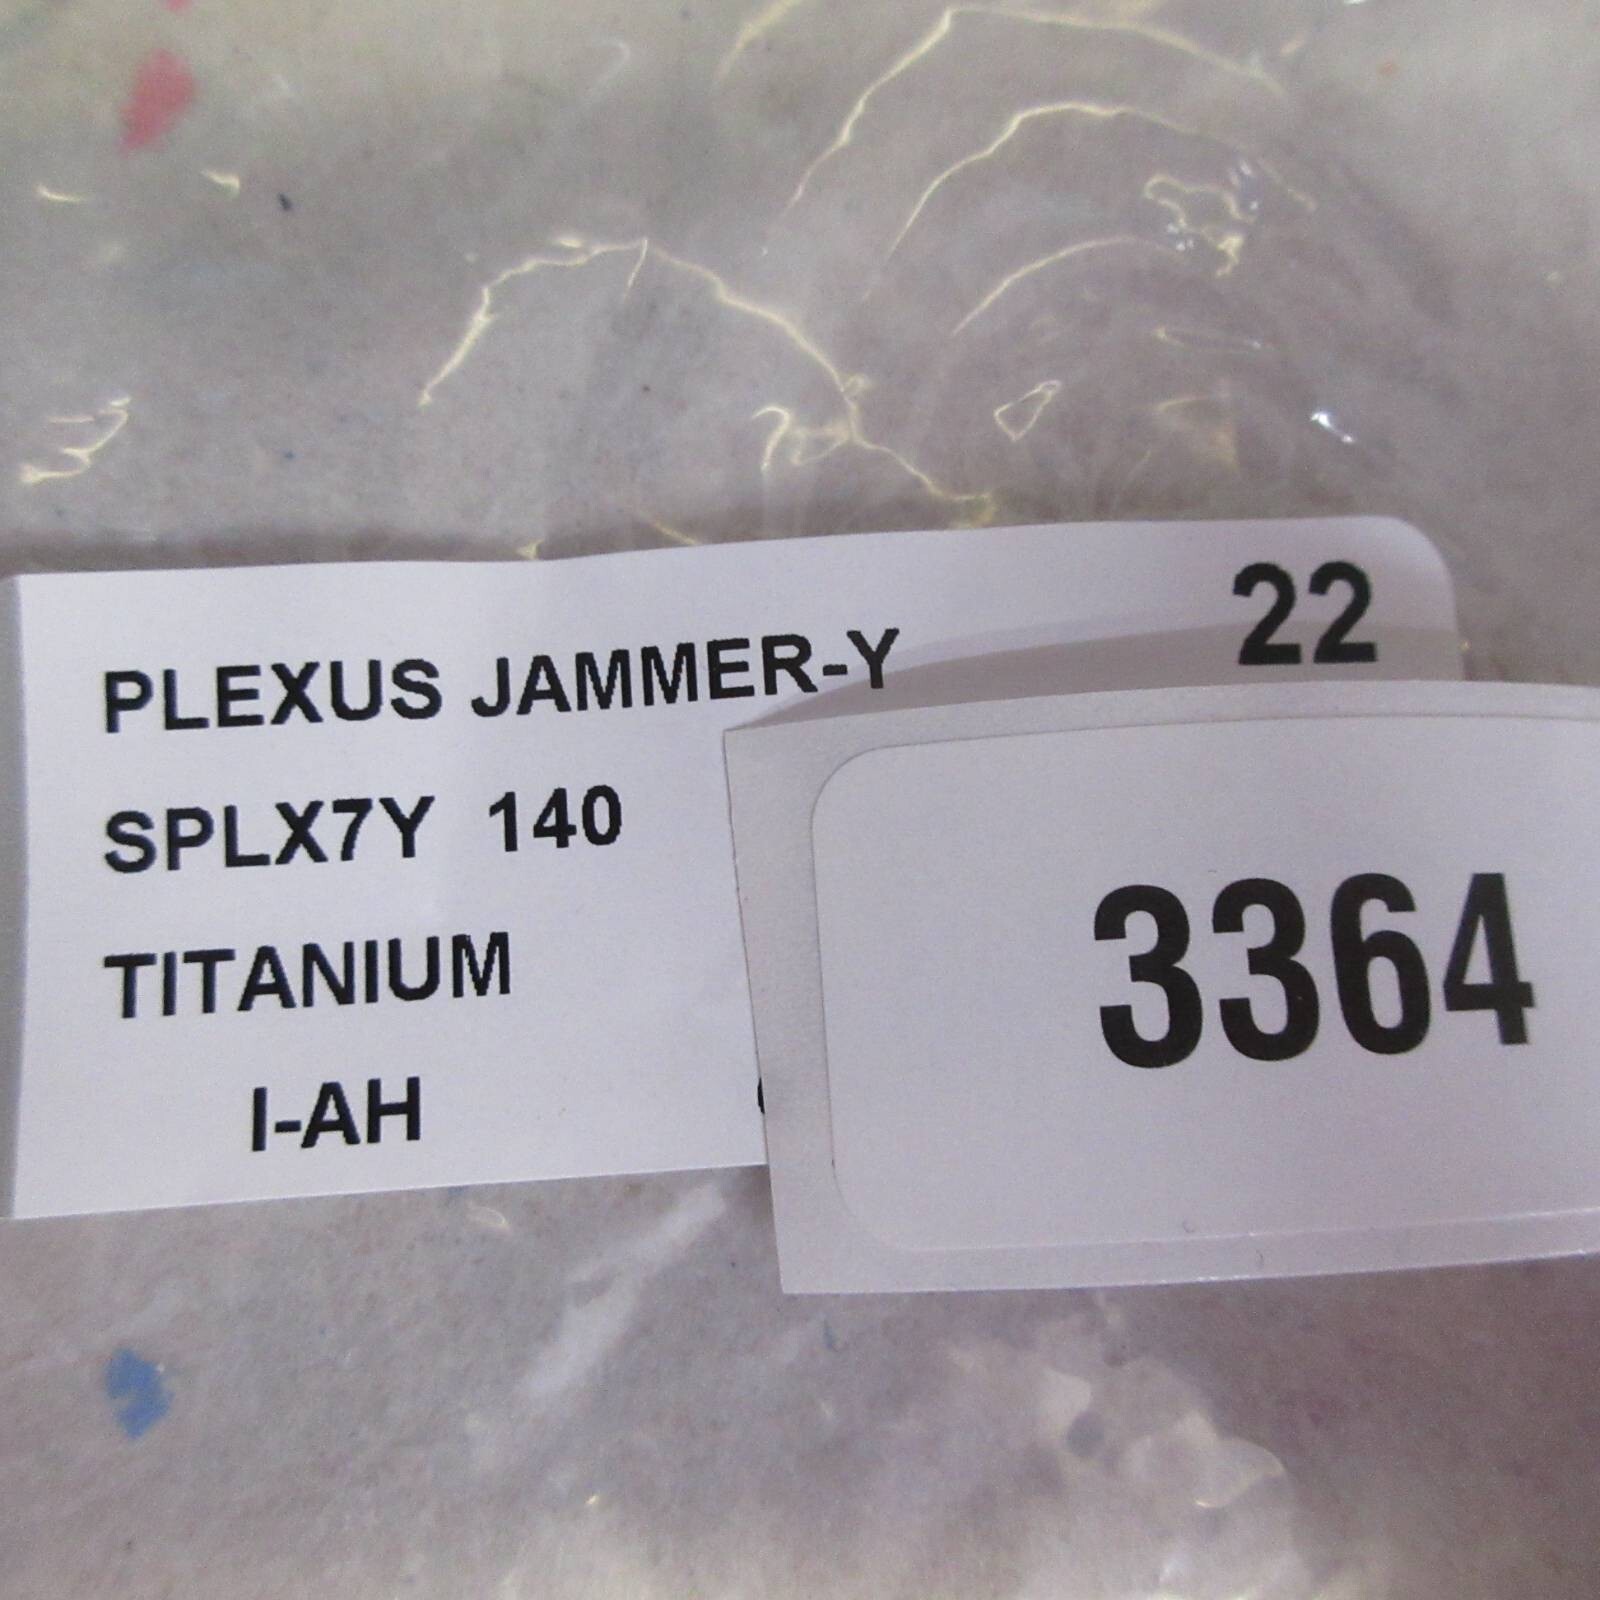 PLEXUS JAMMER-Y 22
SPLX7Y 140
TITANIUM
I-AH
3364